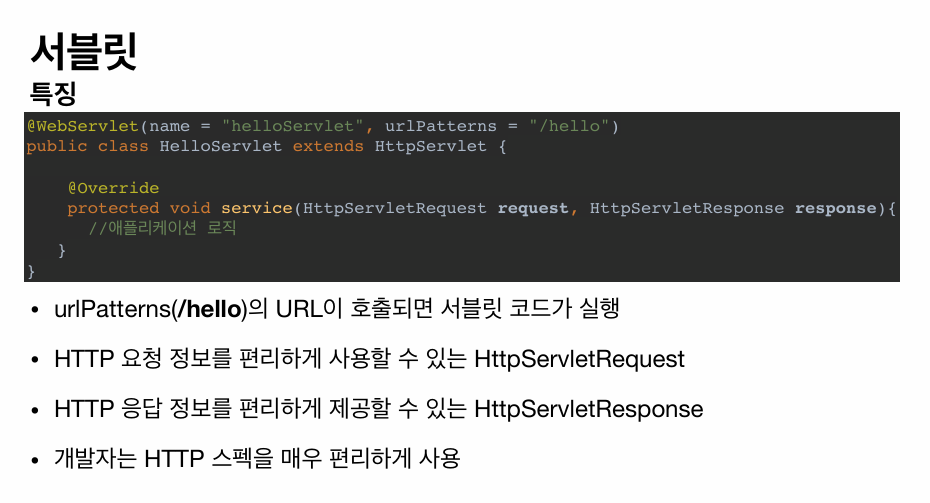 서블릿
특징
@WebServlet(name = "helloServlet", urlPatterns = "/hello")
public class HelloServlet extends HttpServlet {
@Override
protected void service(HttpServletRequest request, HttpServletResponse response){
//애플리케이션 로직
}
}
• urlPatterns(/hello)의 URL이 호출되면 서블릿 코드가 실행
• HTTP 요청 정보를 편리하게 사용할 수 있는 HttpServletRequest
• HTTP 응답 정보를 편리하게 제공할 수 있는 HttpServletResponse
• 개발자는 HTTP 스펙을 매우 편리하게 사용